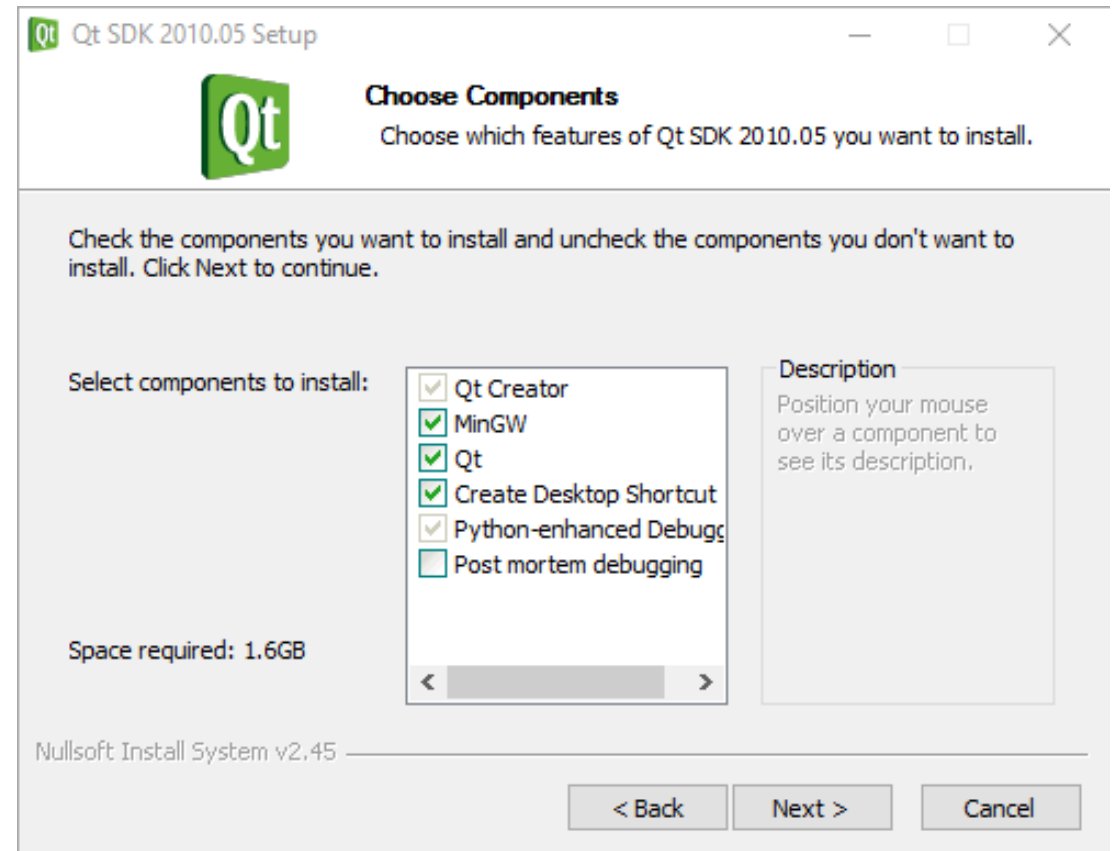 Qt SDK 2010.05 Setup
Qt
Choose Components
Choose which features of Qt SDK 2010.05 you want to install.
Check the components you want to install and uncheck the components you don't want to
install. Click Next to continue.
Select components to install:
Qt Creator
MinGW
Qt
Create Desktop Shortcut
Python-enhanced Debugg
Post mortem debugging
Description
Position your mouse
over a component to
see its description.
Space required: 1.6GB
Nullsoft Install System v2.45
< Back
Next >
Cancel